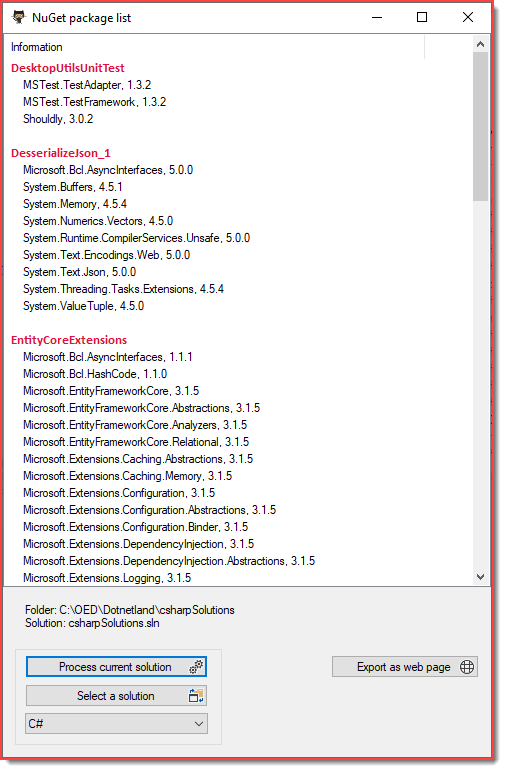 NuGet package list
Information
DesktopUtilsUnitTest
MSTest.TestAdapter, 1.3.2
MSTest.TestFramework, 1.3.2
Shouldly, 3.0.2
DesserializeJson_1
Microsoft.Bcl.AsyncInterfaces, 5.0.0
System.Buffers, 4.5.1
System.Memory, 4.5.4
System.Numerics.Vectors, 4.5.0
System.Runtime.CompilerServices.Unsafe, 5.0.0
System.Text.Encodings.Web, 5.0.0
System.Text.Json, 5.0.0
System.Threading.Tasks.Extensions, 4.5.4
System.ValueTuple, 4.5.0
EntityCoreExtensions
Microsoft.Bcl.AsyncInterfaces, 1.1.1
Microsoft.Bcl.HashCode, 1.1.0
Microsoft.EntityFrameworkCore, 3.1.5
Microsoft.EntityFrameworkCore.Abstractions, 3.1.5
Microsoft.EntityFrameworkCore.Analyzers, 3.1.5
Microsoft.EntityFrameworkCore.Relational, 3.1.5
Microsoft.Extensions.Caching.Abstractions, 3.1.5
Microsoft.Extensions.Caching.Memory, 3.1.5
Microsoft.Extensions.Configuration, 3.1.5
Microsoft.Extensions.Configuration.Abstractions, 3.1.5
Microsoft.Extensions.Configuration.Binder, 3.1.5
Microsoft.Extensions.DependencyInjection, 3.1.5
Microsoft.Extensions.DependencyInjection.Abstractions, 3.1.5
Microsoft.Extensions.Logging, 3.1.5
Folder: C:\OED\Dotnetland\csharpSolutions
Solution: csharpSolutions.sln
Process current solution
Export as web page
Select a solution
C#